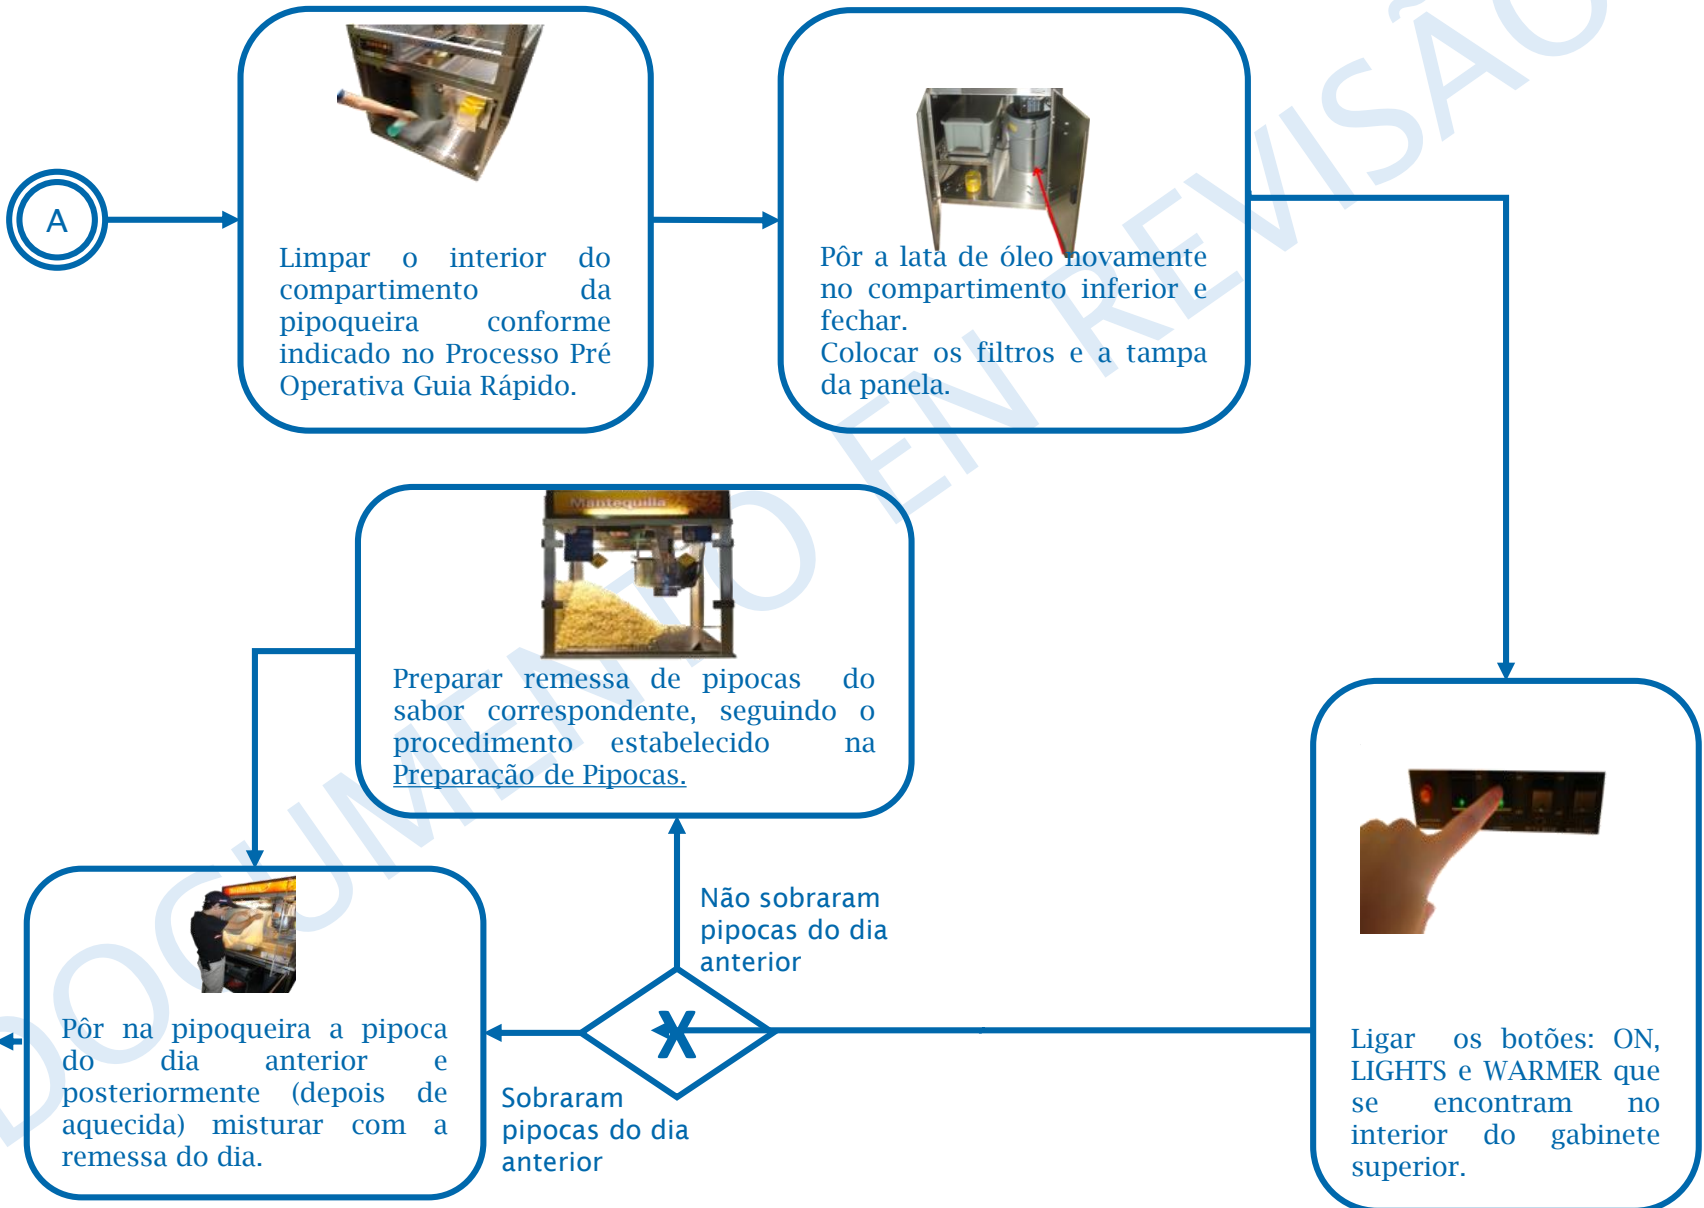 A
Limpar o interior do
compartimento da
pipoqueira conforme
indicado no Processo Pré
Operativa Guia Rápido.
Pôr a lata de óleo novamente
no compartimento inferior e
fechar.
Colocar os filtros e a tampa
da panela.
Mantequilla
Preparar remessa de pipocas do
sabor correspondente, seguindo o
procedimento estabelecido na
Preparação de Pipocas.
Não sobraram
pipocas do dia
anterior
X
Sobraram
pipocas do dia
anterior
Ligar os botões: ON,
LIGHTS e WARMER que
se encontram no
interior do gabinete
superior.
Pôr na pipoqueira a pipoca
do dia anterior e
posteriormente (depois de
aquecida) misturar com a
remessa do dia.
DOCUMENTO EN REVISÃO